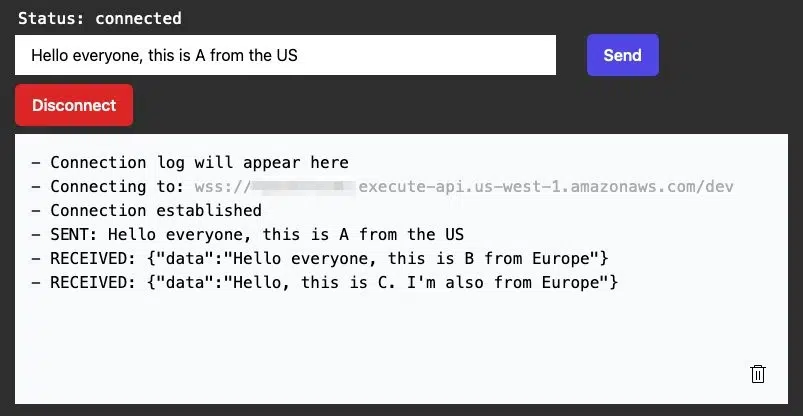 Status: connected
Hello everyone, this is A from the US
Send
Disconnect
– Connection log will appear here
– Connecting to: wss:// execute-api.us-west-1.amazonaws.com/dev
– Connection established
– SENT: Hello everyone, this is A from the US
– RECEIVED: {"data":"Hello everyone, this is B from Europe"}
– RECEIVED: {"data":"Hello, this is C. I'm also from Europe"}